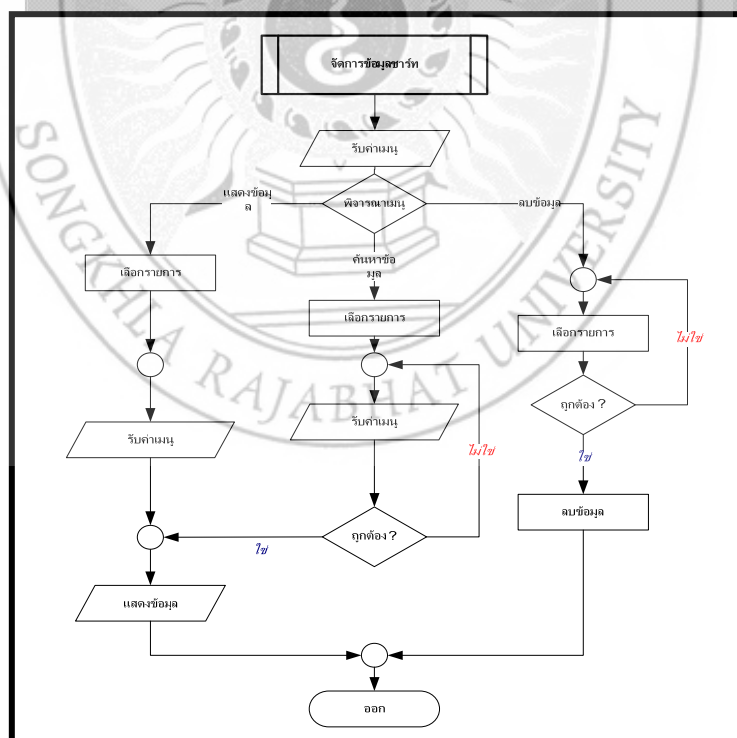 จัดการข้อมูลชาร์ท
รับค่าเมนู
พิจารณาเมนู
แสดงข้อมุ
ล
ลบข้อมูล
ค้นหาข้อ
มูล
เลือกรายการ
เลือกรายการ
เลือกรายการ
ไม่ใช่
ถูกต้อง ?
ใช่
รับค่าเมนู
รับค่าเมนู
ไม่ใช่
ลบข้อมูล
ถูกต้อง ?
ใช่
แสดงข้อมูล
ออก
SONGKHLA RAJABHAT UNIVERSITY